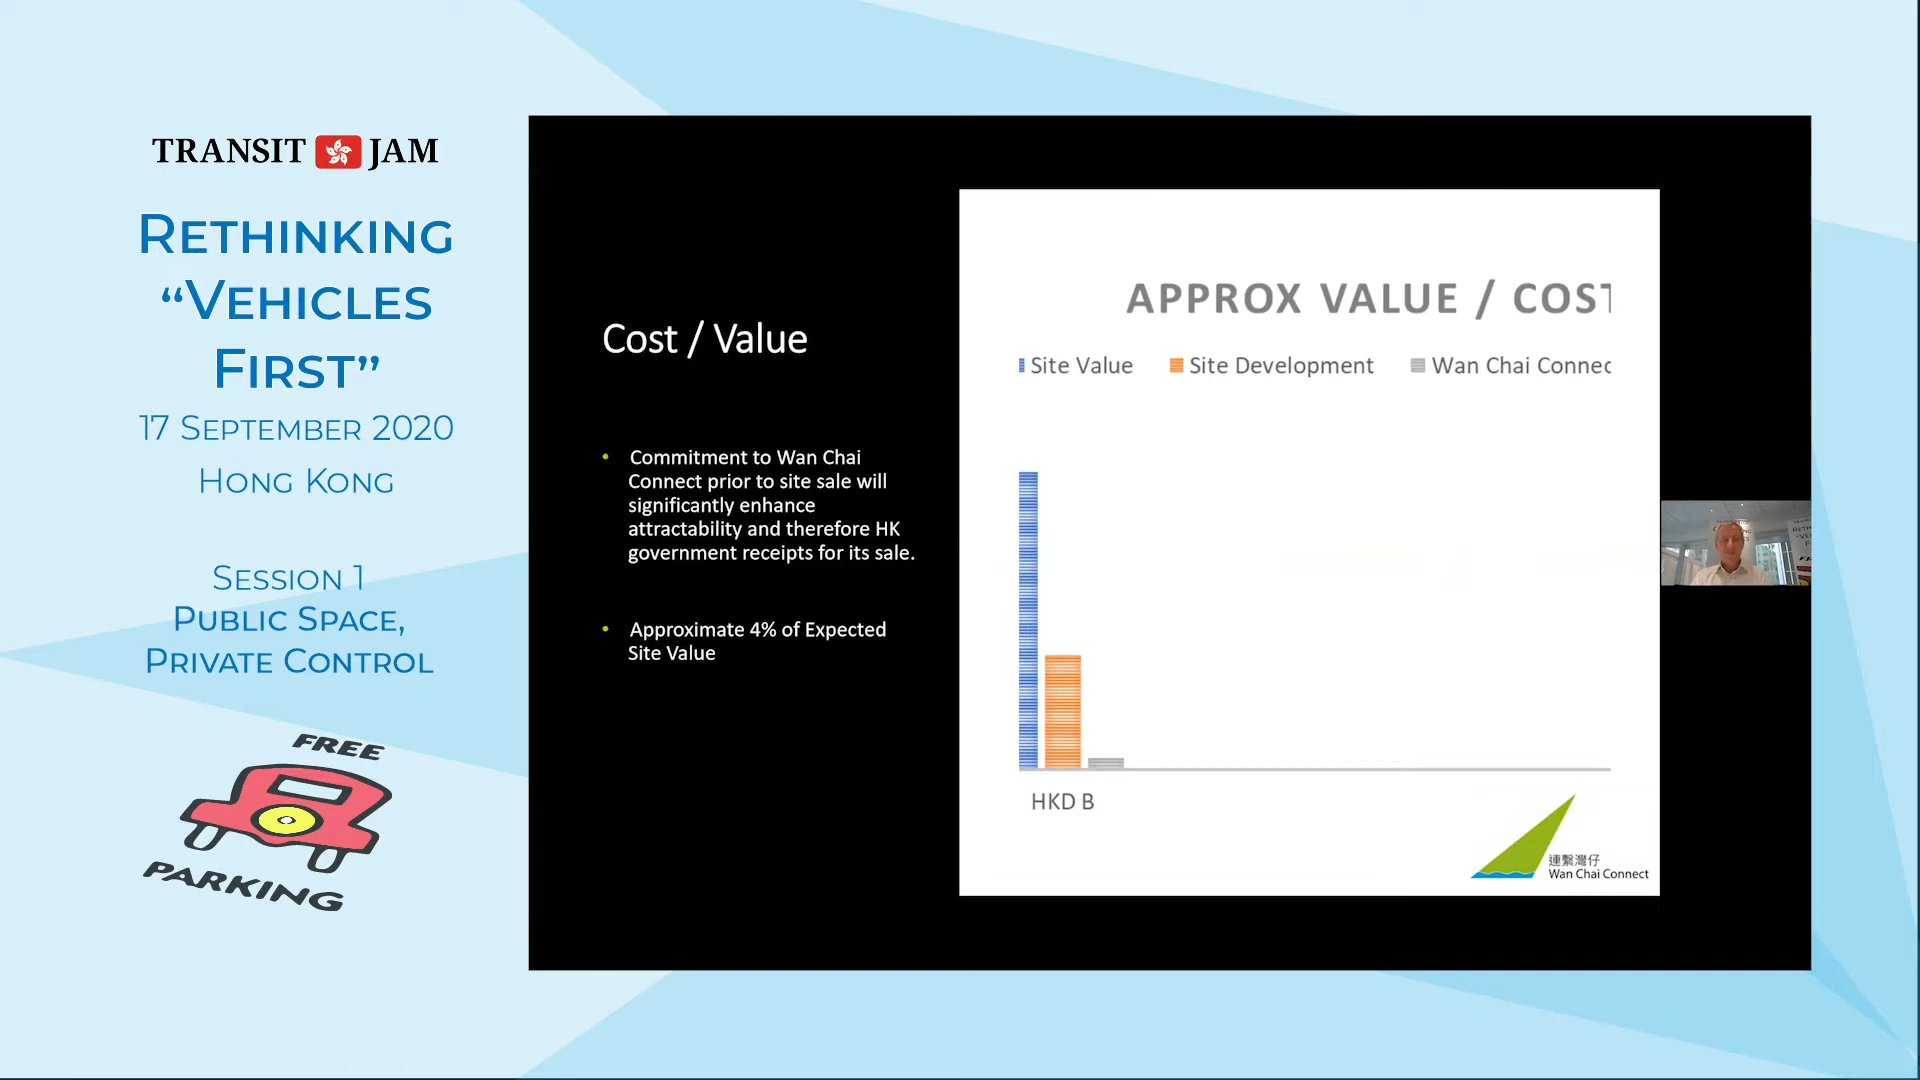 TRANSIT JAM
RETHINKING
“VEHICLES
FIRST”
17 SEPTEMBER 2020
HONG KONG
SESSION 1
PUBLIC SPACE,
PRIVATE CONTROL
FREE
PARKING
Cost / Value
• Commitment to Wan Chai
Connect prior to site sale will
significantly enhance
attractability and therefore HK
government receipts for its sale.
• Approximate 4% of Expected
Site Value
APPROX VALUE / COST
Site Value Site Development Wan Chai Connec
HKD B
連繫灣仔
Wan Chai Connect